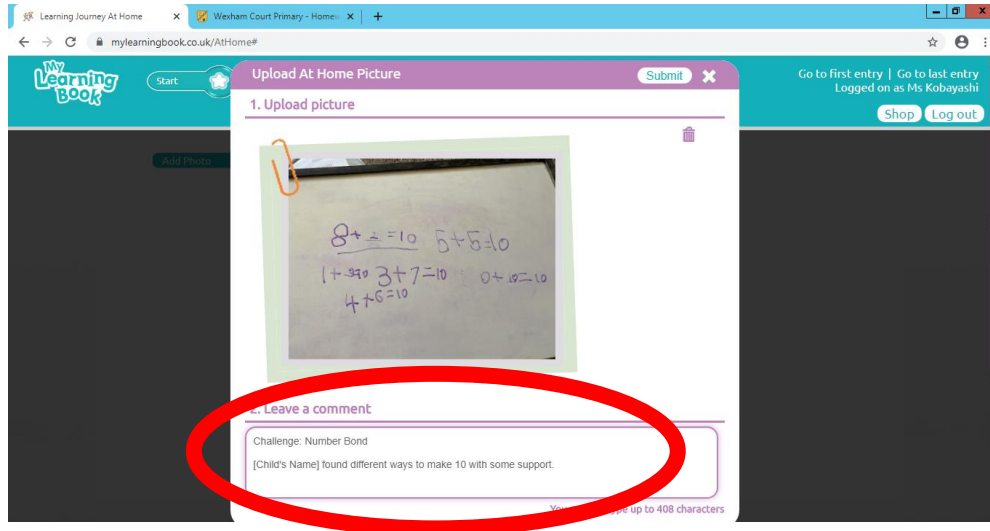 Learning Journey At Home
Wexham Court Primary - Homew
mylearningbook.co.uk/AtHome#
My Learning Book
Start
Upload At Home Picture
Submit
Go to first entry | Go to last entry
Logged on as Ms Kobayashi
Shop Log out
1. Upload picture
Add Photo
8+2=10 5+5=10
3+7=10 0+10=10
4+6=10
2. Leave a comment
Challenge: Number Bond
[Child's Name] found different ways to make 10 with some support.
up to 408 characters